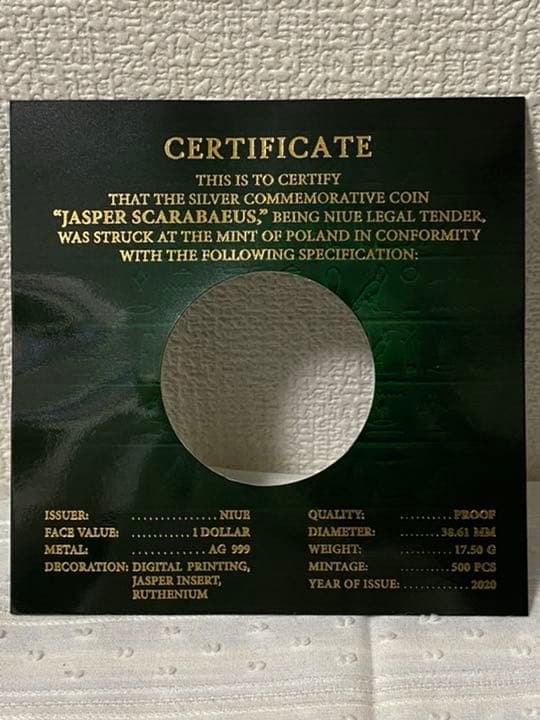 CERTIFICATE
THIS IS TO CERTIFY
THAT THE SILVER COMMEMORATIVE COIN
“JASPER SCARABAEUS,” BEING NIUE LEGAL TENDER,
WAS STRUCK AT THE MINT OF POLAND IN CONFORMITY
WITH THE FOLLOWING SPECIFICATION:
ISSUER: ............... NIUE
FACE VALUE: .......... 1 DOLLAR
METAL: ............ AG 999
DECORATION: DIGITAL PRINTING,
JASPER INSERT,
RUTHENIUM
QUALITY: ......... PROOF
DIAMETER: ....... 38.61 MM
WEIGHT: ......... 17.50 G
MINTAGE: ........ 500 PCS
YEAR OF ISSUE: ............ 2020